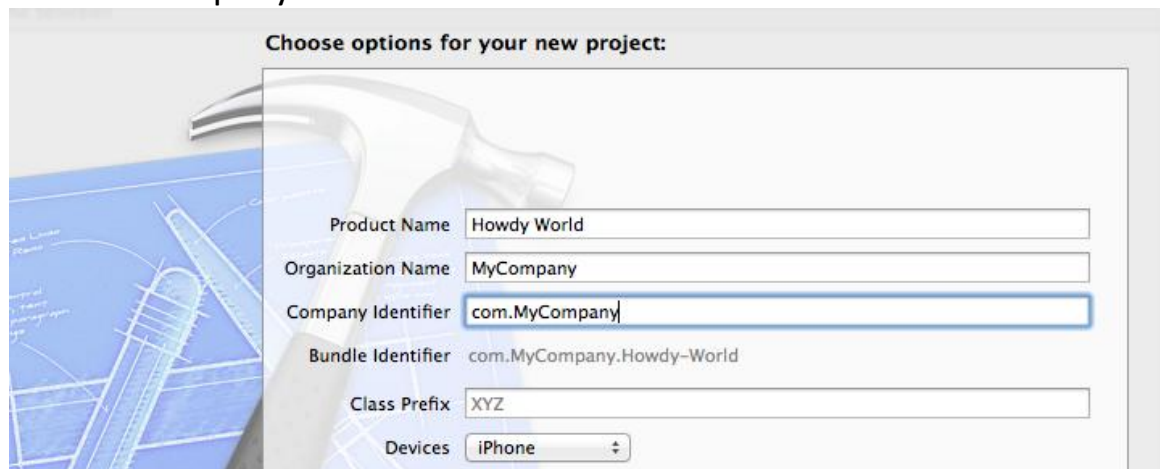 Choose options for your new project:
Product Name Howdy World
Organization Name MyCompany
Company Identifier com.MyCompany
Bundle Identifier com.MyCompany.Howdy-World
Class Prefix XYZ
Devices iPhone